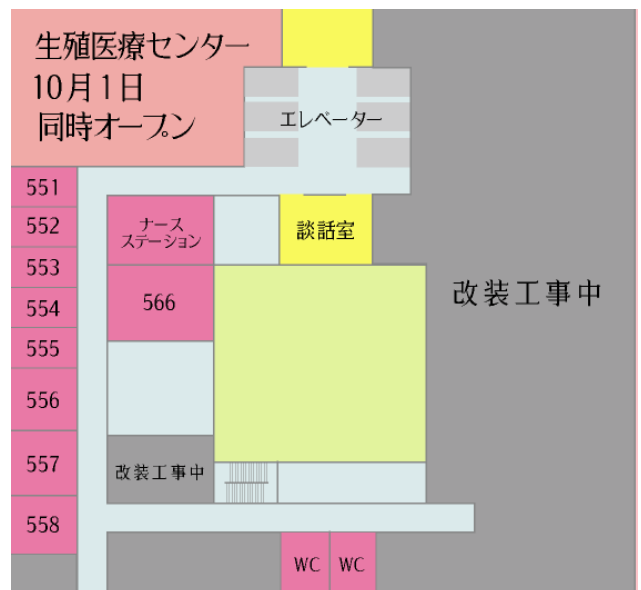 生殖医療センター
10月1日
同時オープン
エレベーター
551
552
ナース
ステーション
談話室
553
554
566
改装工事中
555
556
557
改装工事中
558
WC
WC